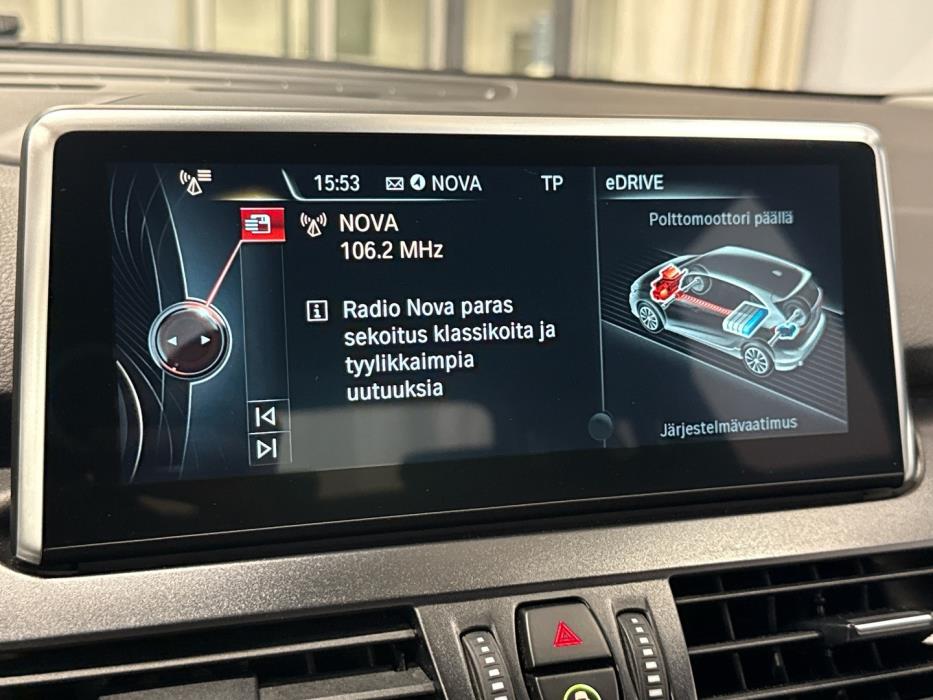 15:53 NOVA TP
eDRIVE
NOVA
106.2 MHz
Radio Nova paras
sekoitus klassikoita ja
tyylikkaimpia
uutuuksia
Polttomoottori päällä
Järjestelmävaatimus